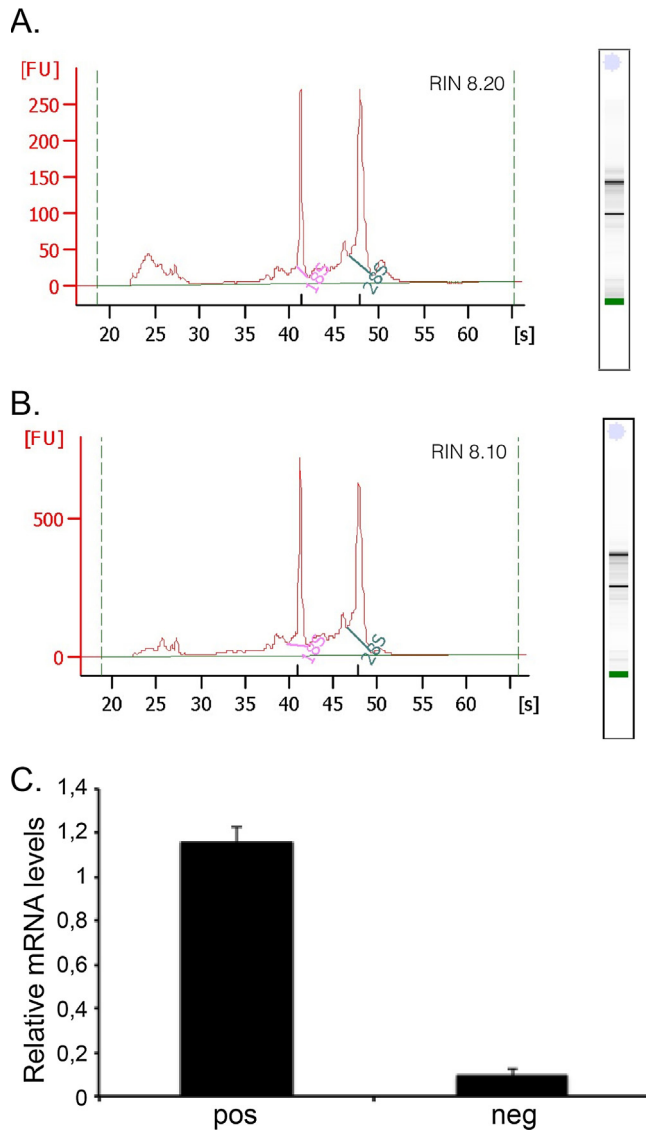 A.
[FU]
RIN 8.20
250
200
150
100
50
0
18S
28S
20 25 30 35 40 45 50 55 60 [s]
B.
[FU]
RIN 8.10
500
0
18S
28S
20 25 30 35 40 45 50 55 60 [s]
C.
Relative mRNA levels
1,4
1,2
1
0,8
0,6
0,4
0,2
0
pos neg